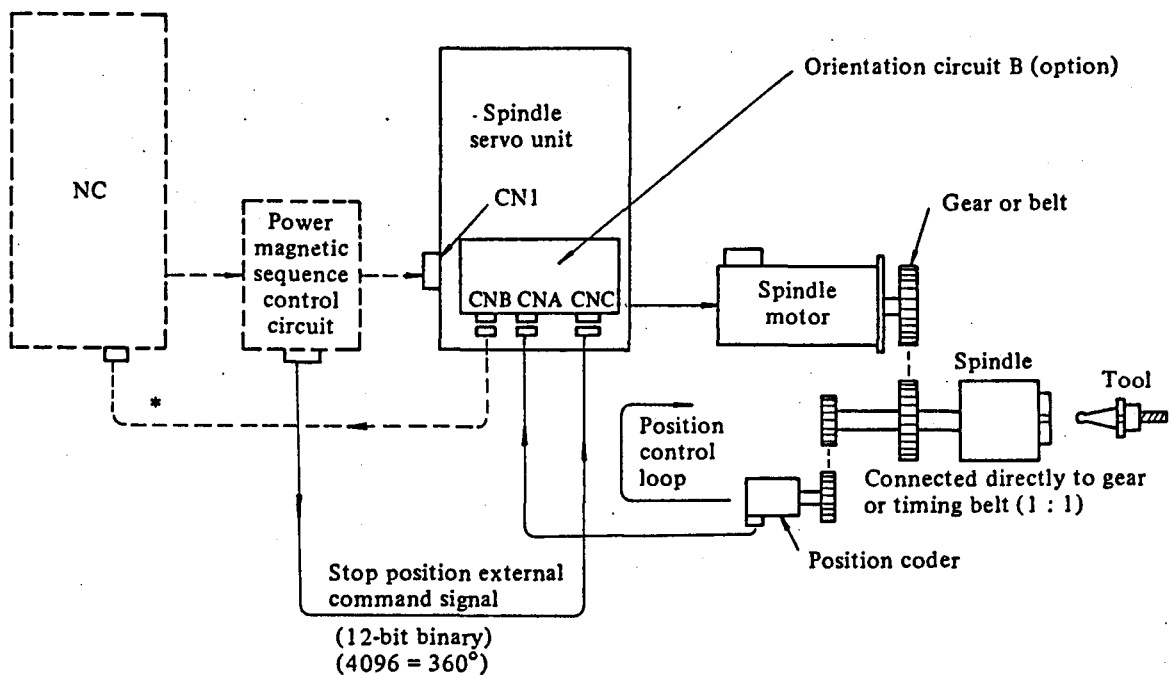 Orientation circuit B (option)
- Spindle
servo unit
NC
CN1
Gear or belt
Power
magnetic
sequence
control
circuit
CNB CNA CNC
Spindle
motor
Spindle
Tool
*
Position
control
loop
Connected directly to gear
or timing belt (1 : 1)
Position coder
Stop position external
command signal
(12-bit binary)
(4096 = 360°)